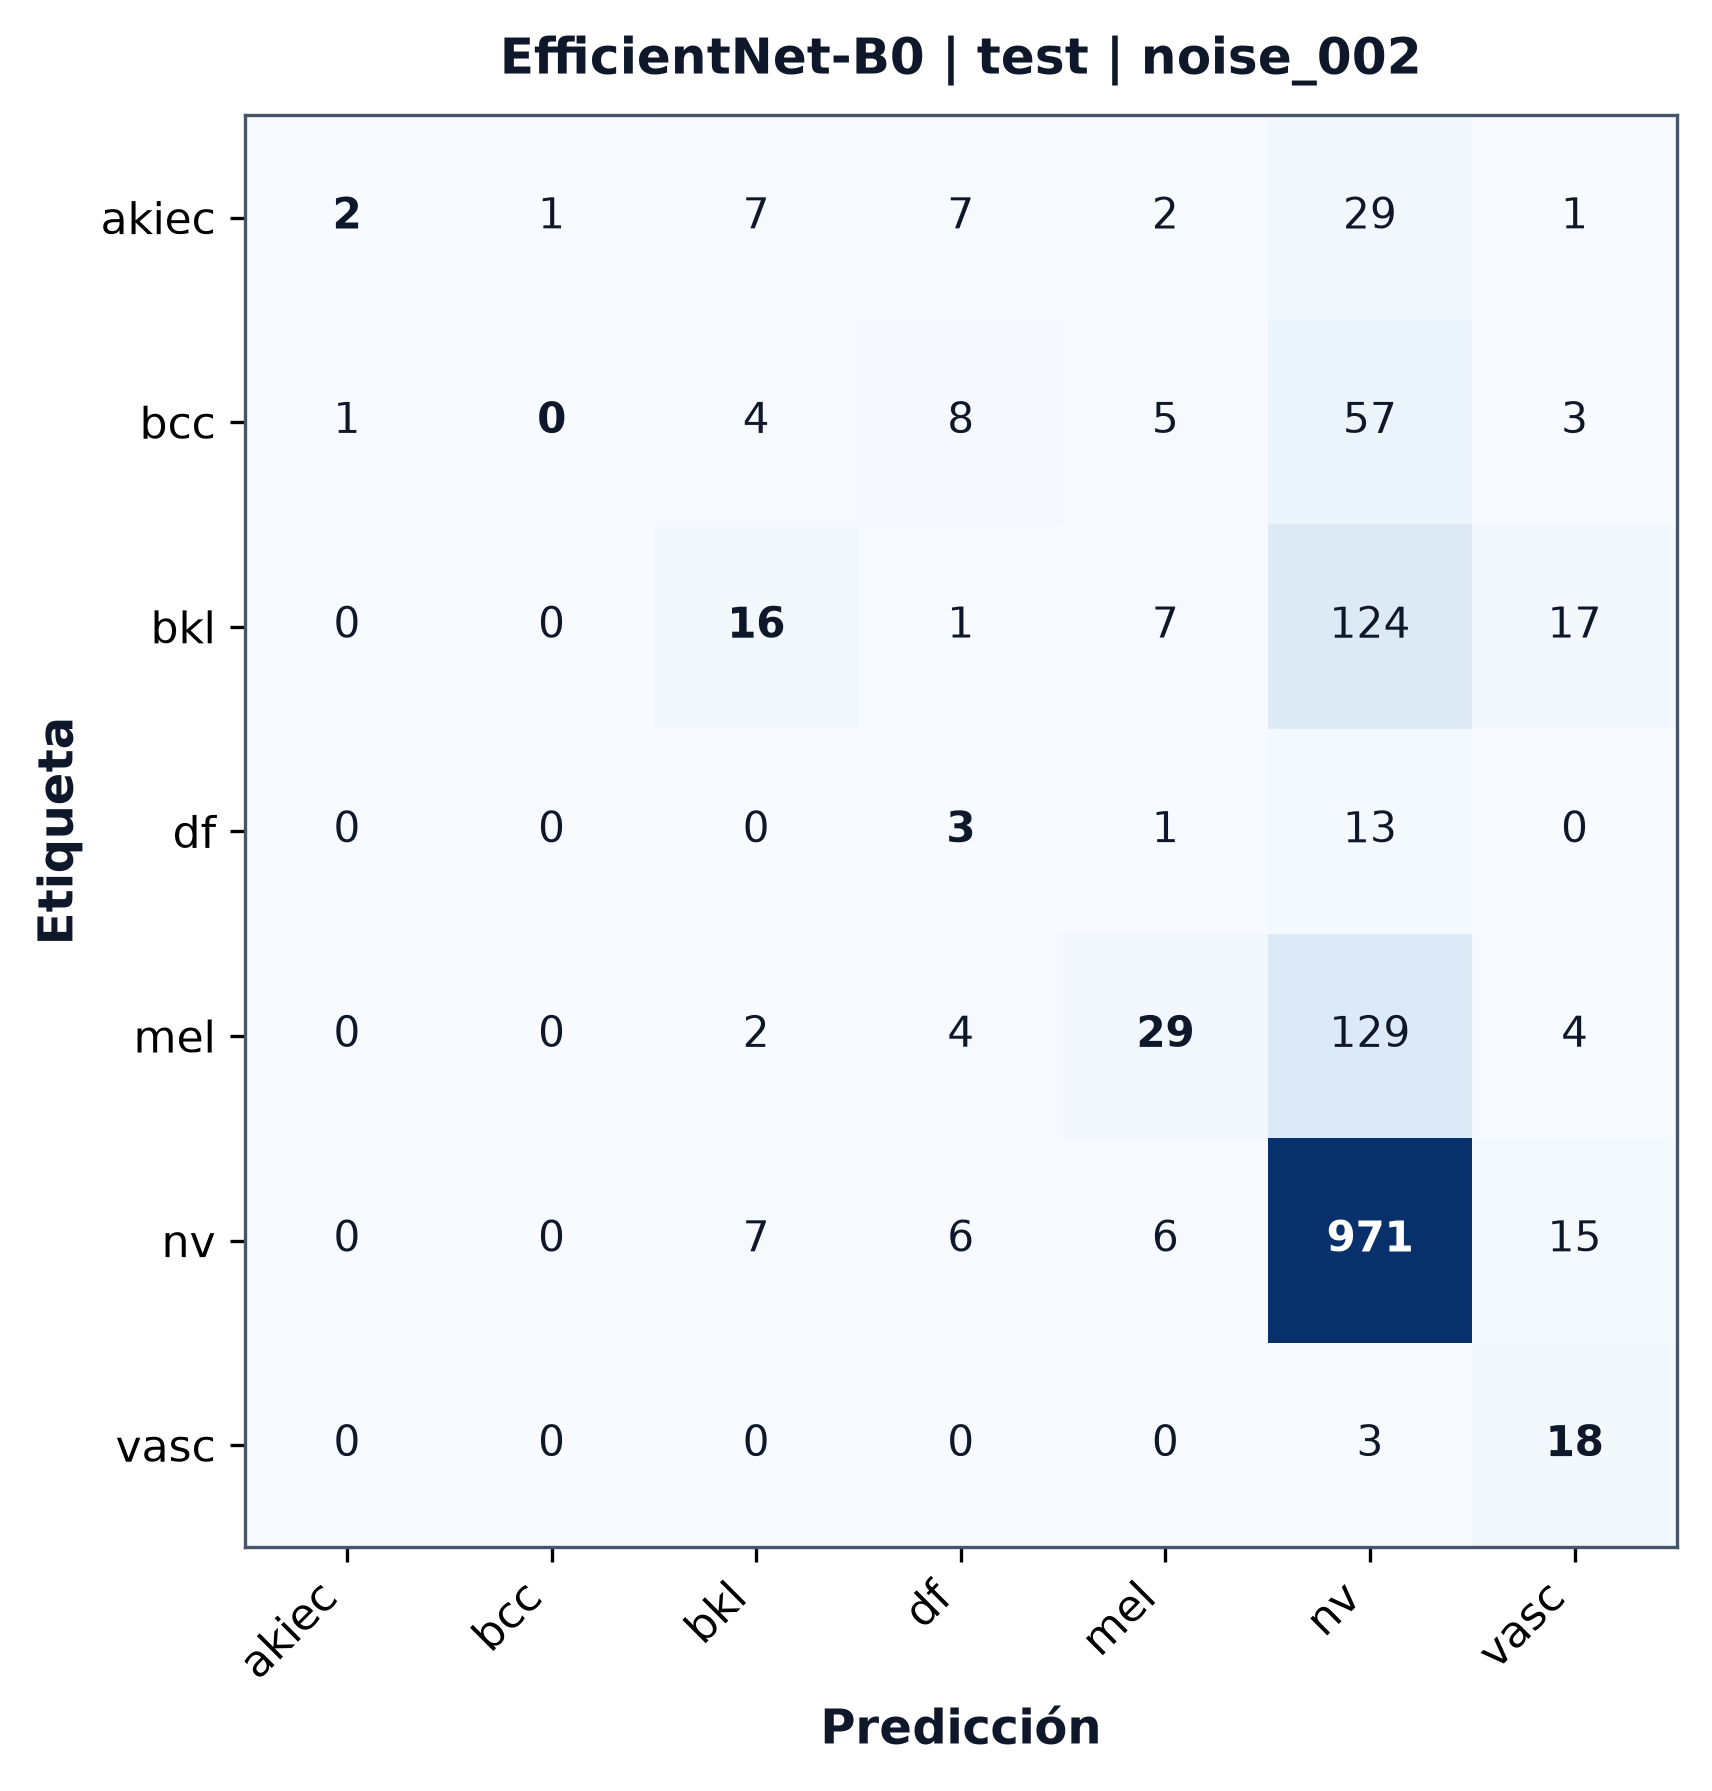 EfficientNet-B0 | test | noise_002
akiec 2 1 7 7 2 29 1
bcc 1 0 4 8 5 57 3
bkl 0 0 16 1 7 124 17
df 0 0 0 3 1 13 0
mel 0 0 2 4 29 129 4
nv 0 0 7 6 6 971 15
vasc 0 0 0 0 0 3 18
Etiqueta
akiec bcc bkl df mel nv vasc
Predicción